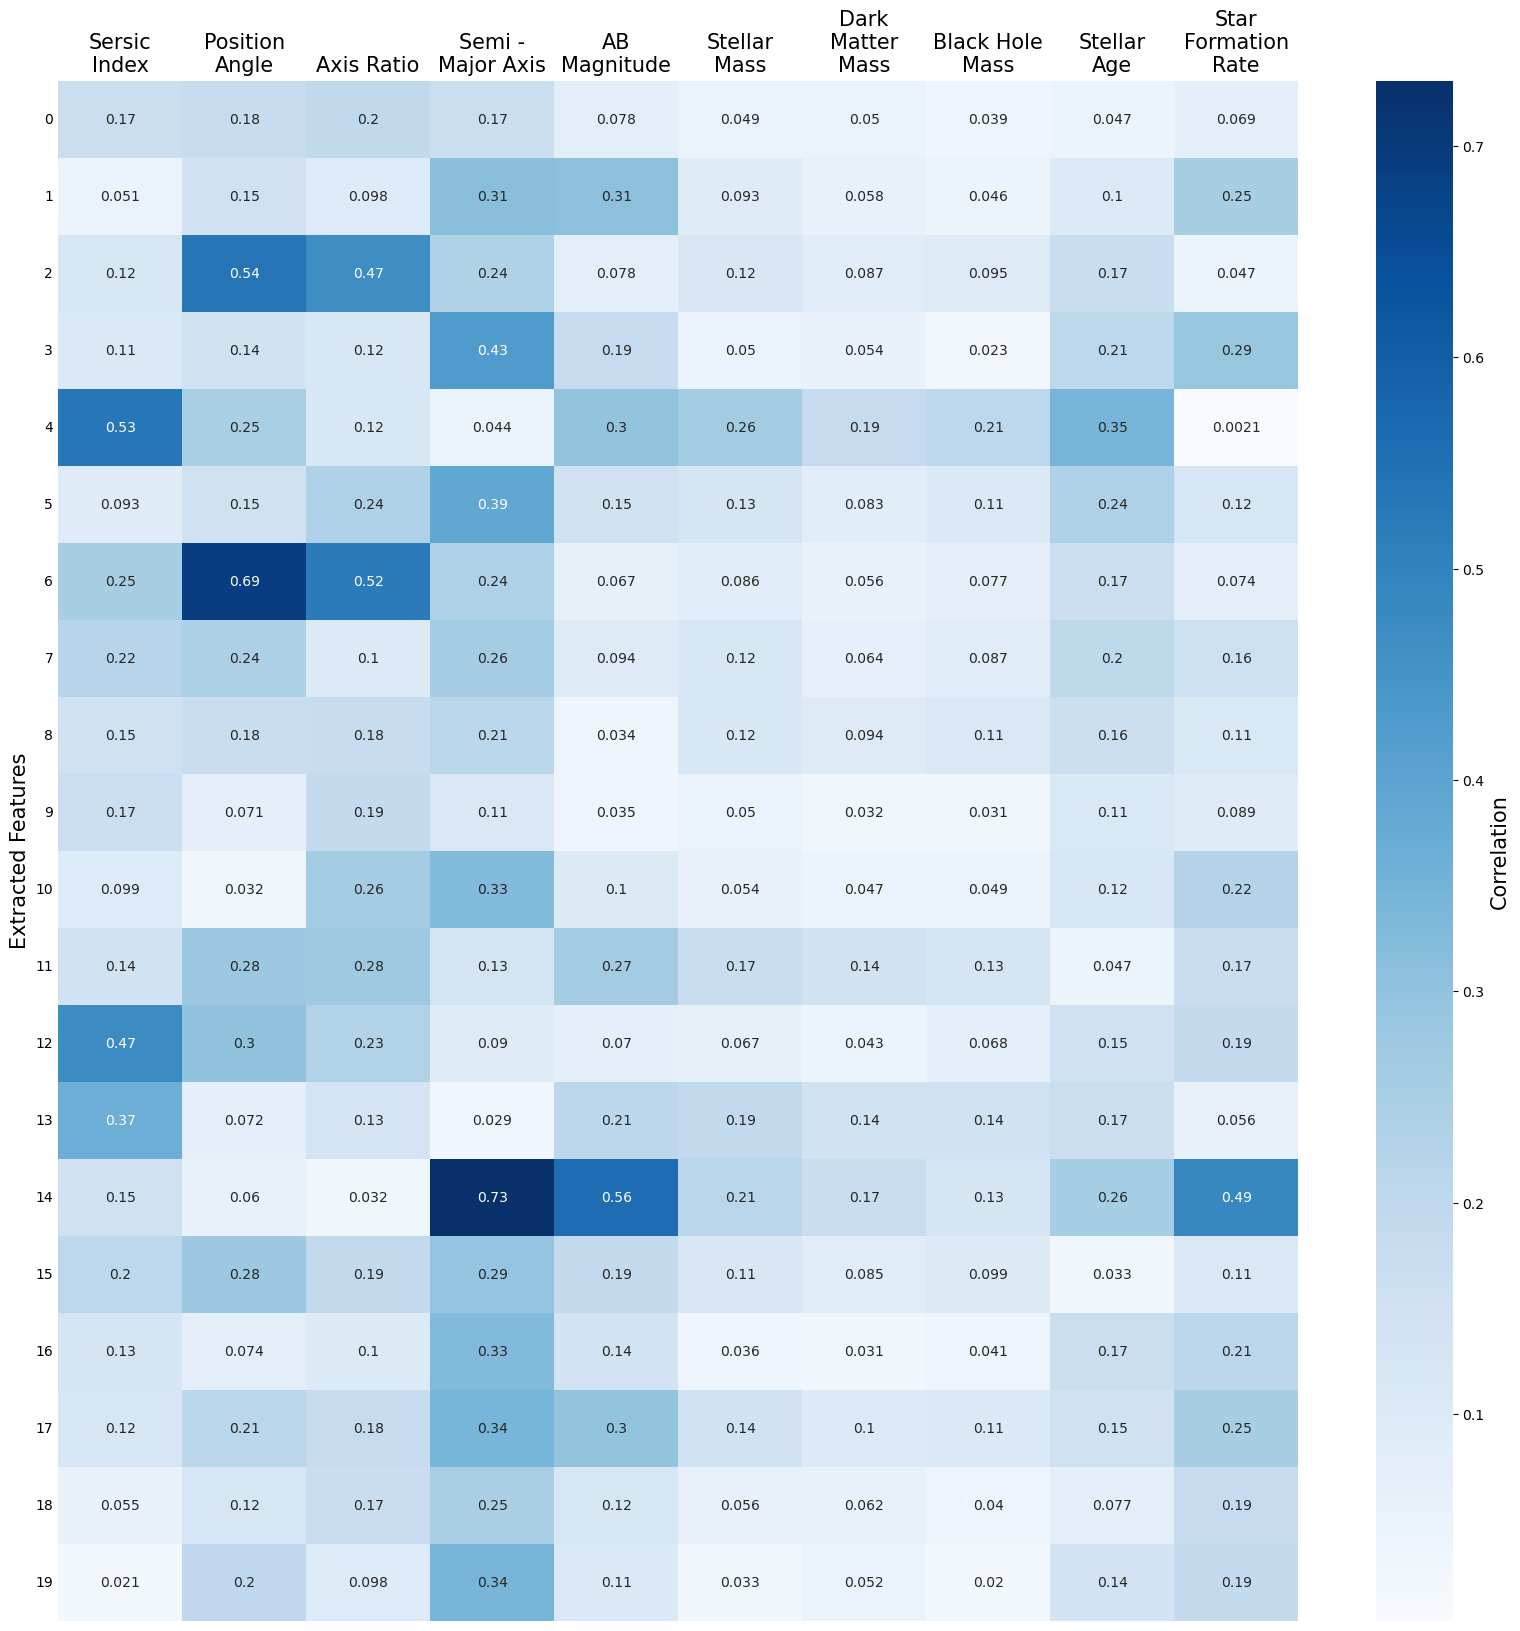 Sersic Index
Position Angle
Axis Ratio
Semi - Major Axis
AB Magnitude
Stellar Mass
Dark Matter Mass
Black Hole Mass
Stellar Age
Star Formation Rate
0 0.17 0.18 0.2 0.17 0.078 0.049 0.05 0.039 0.047 0.069
1 0.051 0.15 0.098 0.31 0.31 0.093 0.058 0.046 0.1 0.25
2 0.12 0.54 0.47 0.24 0.078 0.12 0.087 0.095 0.17 0.047
3 0.11 0.14 0.12 0.43 0.19 0.05 0.054 0.023 0.21 0.29
4 0.53 0.25 0.12 0.044 0.3 0.26 0.19 0.21 0.35 0.0021
5 0.093 0.15 0.24 0.39 0.15 0.13 0.083 0.11 0.24 0.12
6 0.25 0.69 0.52 0.24 0.067 0.086 0.056 0.077 0.17 0.074
7 0.22 0.24 0.1 0.26 0.094 0.12 0.064 0.087 0.2 0.16
8 0.15 0.18 0.18 0.21 0.034 0.12 0.094 0.11 0.16 0.11
9 0.17 0.071 0.19 0.11 0.035 0.05 0.032 0.031 0.11 0.089
10 0.099 0.032 0.26 0.33 0.1 0.054 0.047 0.049 0.12 0.22
11 0.14 0.28 0.28 0.13 0.27 0.17 0.14 0.13 0.047 0.17
12 0.47 0.3 0.23 0.09 0.07 0.067 0.043 0.068 0.15 0.19
13 0.37 0.072 0.13 0.029 0.21 0.19 0.14 0.14 0.17 0.056
14 0.15 0.06 0.032 0.73 0.56 0.21 0.17 0.13 0.26 0.49
15 0.2 0.28 0.19 0.29 0.19 0.11 0.085 0.099 0.033 0.11
16 0.13 0.074 0.1 0.33 0.14 0.036 0.031 0.041 0.17 0.21
17 0.12 0.21 0.18 0.34 0.3 0.14 0.1 0.11 0.15 0.25
18 0.055 0.12 0.17 0.25 0.12 0.056 0.062 0.04 0.077 0.19
19 0.021 0.2 0.098 0.34 0.11 0.033 0.052 0.02 0.14 0.19
Extracted Features
0.7
0.6
0.5
0.4
0.3
0.2
0.1
Correlation